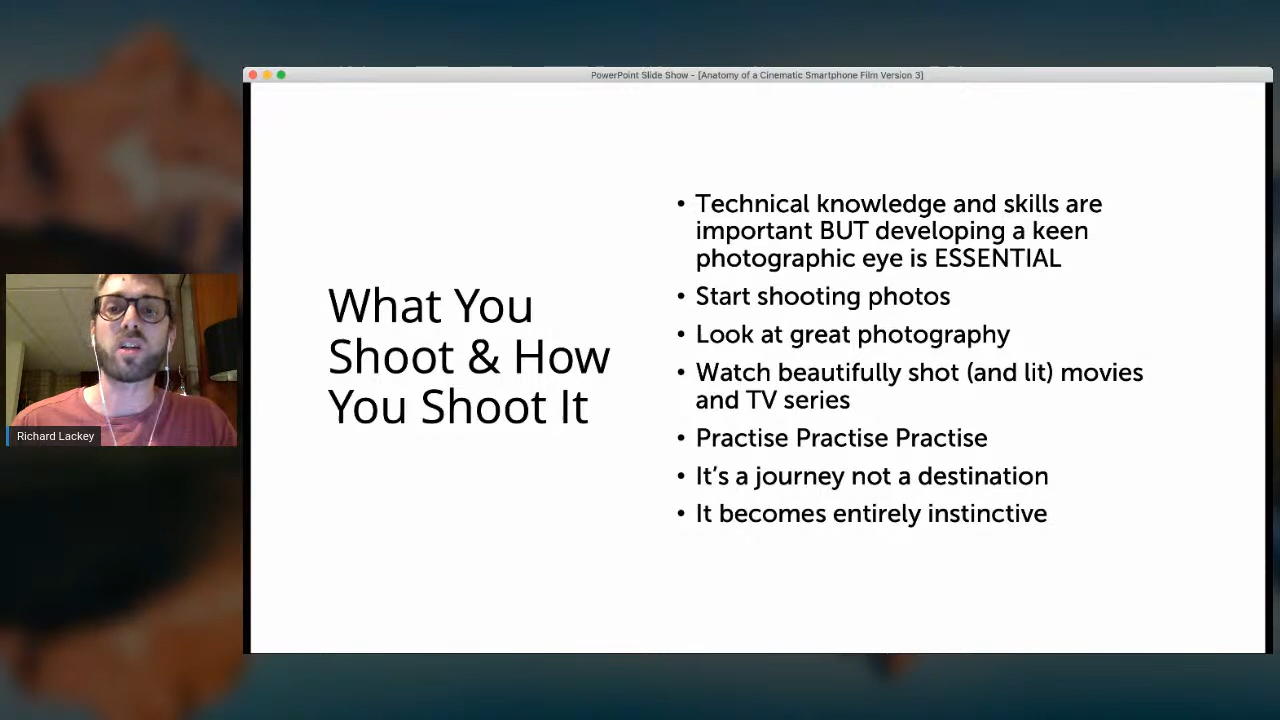 PowerPoint Slide Show - [Anatomy of a Cinematic Smartphone Film Version 3]
What You
Shoot & How
You Shoot It
• Technical knowledge and skills are
important BUT developing a keen
photographic eye is ESSENTIAL
• Start shooting photos
• Look at great photography
• Watch beautifully shot (and lit) movies
and TV series
• Practise Practise Practise
• It's a journey not a destination
• It becomes entirely instinctive
Richard Lackey